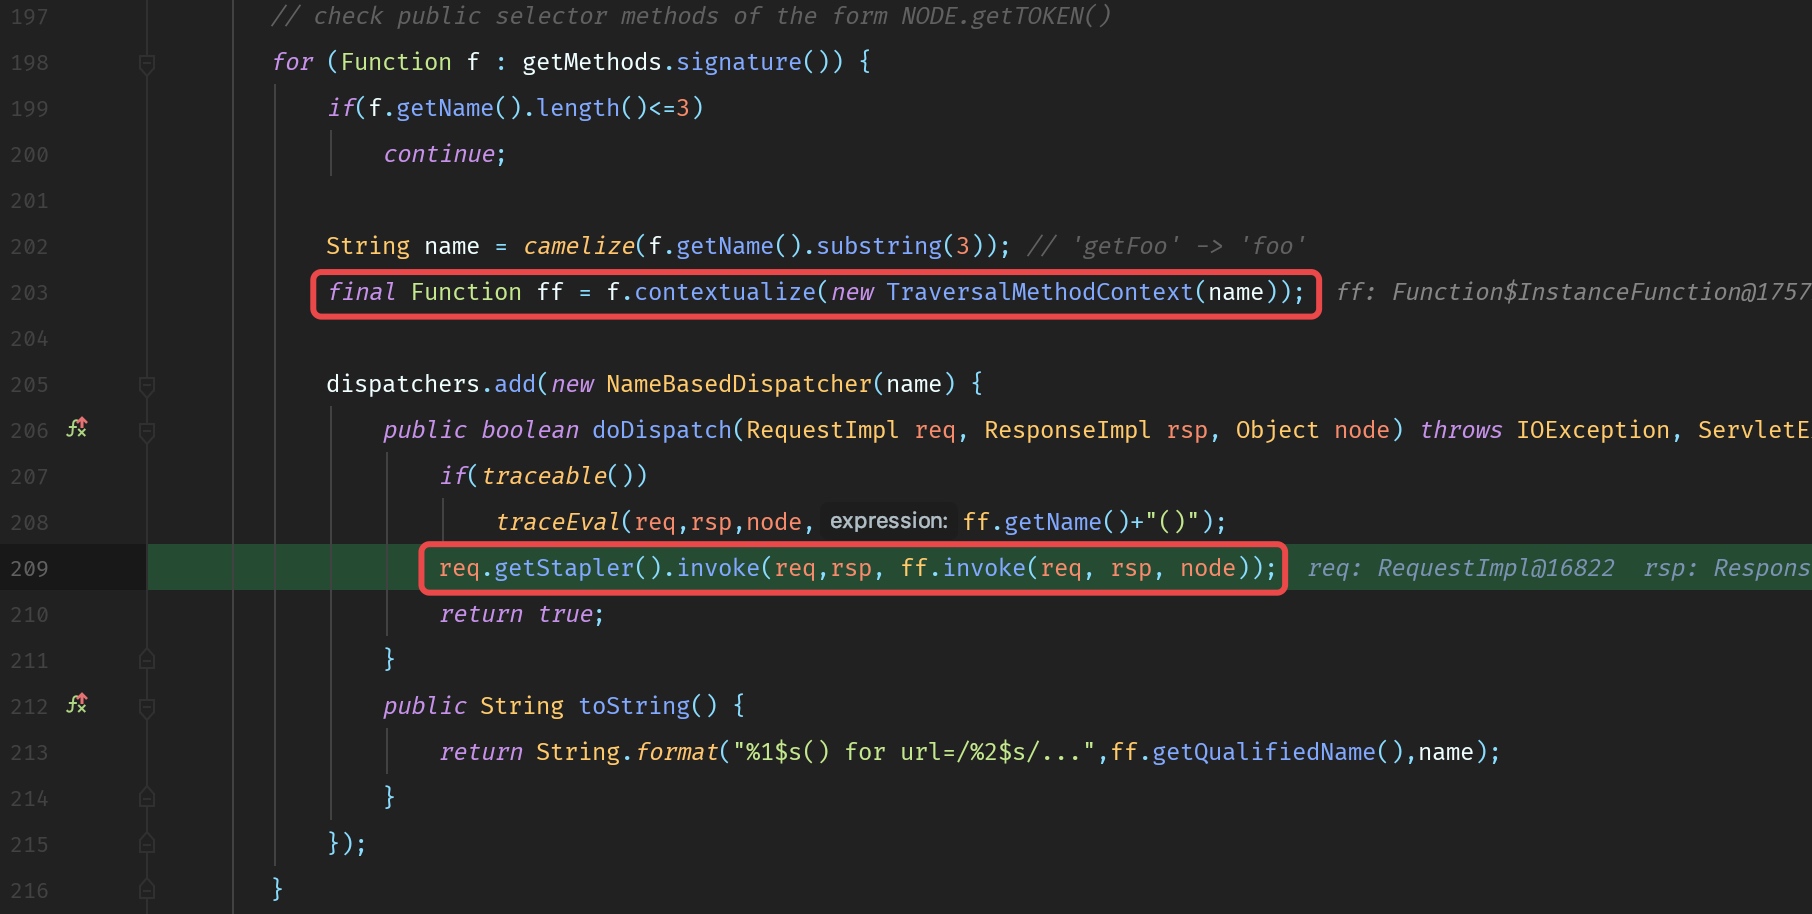 197 // check public selector methods of the form NODE.getTOKEN()
198 for (Function f : getMethods.signature()) {
199 if(f.getName().length()<=3)
200 continue;
201
202 String name = camelize(f.getName().substring(3)); // 'getFoo' -> 'foo'
203 final Function ff = f.contextualize(new TraversalMethodContext(name)); ff: Function$InstanceFunction@1757
204
205 dispatchers.add(new NameBasedDispatcher(name) {
206 public boolean doDispatch(RequestImpl req, ResponseImpl rsp, Object node) throws IOException, ServletE
207 if(traceable())
208 traceEval(req,rsp,node, expression: ff.getName()+"()");
209 req.getStapler().invoke(req,rsp, ff.invoke(req, rsp, node)); req: RequestImpl@16822 rsp: Respons
210 return true;
211 }
212 public String toString() {
213 return String.format("%1$s() for url=/%2$s/...",ff.getQualifiedName(),name);
214 }
215 });
216 }